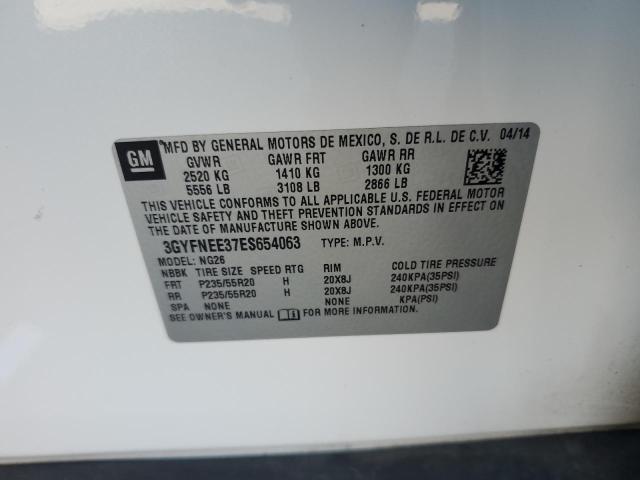 GM
MFD BY GENERAL MOTORS DE MEXICO, S. DE R.L. DE C.V. 04/14
GVWR GAWR FRT GAWR RR
2520 KG 1410 KG 1300 KG
5556 LB 3108 LB 2866 LB
THIS VEHICLE CONFORMS TO ALL APPLICABLE U.S. FEDERAL MOTOR
VEHICLE SAFETY AND THEFT PREVENTION STANDARDS IN EFFECT ON
THE DATE OF MANUFACTURE SHOWN ABOVE.
3GYFNEE37ES654063 TYPE: M.P.V.
MODEL: NG26
NBBK TIRE SIZE SPEED RTG RIM COLD TIRE PRESSURE
FRT P235/55R20 H 20X8J 240KPA(35PSI)
RR P235/55R20 H 20X8J 240KPA(35PSI)
SPA NONE NONE KPA(PSI)
SEE OWNER'S MANUAL FOR MORE INFORMATION.